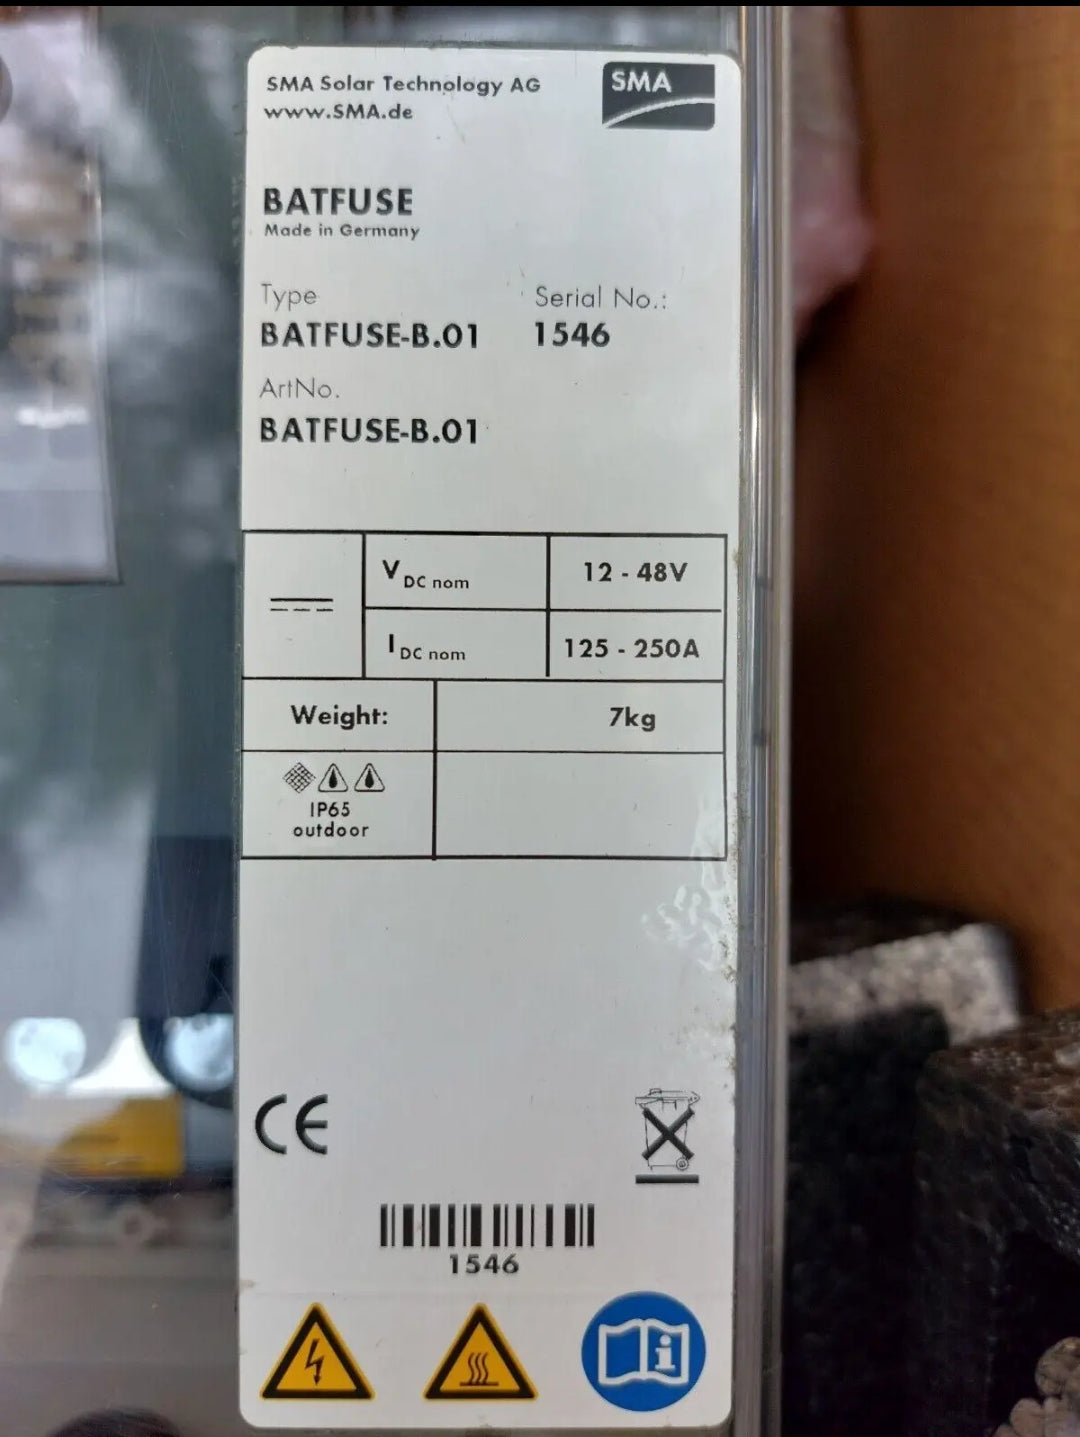 SMA Solar Technology AG
www.SMA.de
SMA
BATFUSE
Made in Germany
Type
Serial No.:
BATFUSE-B.01
1546
ArtNo.
BATFUSE-B.01
V DC nom
12 - 48V
I DC nom
125 - 250A
Weight:
7kg
IP65
outdoor
CE
1546
i